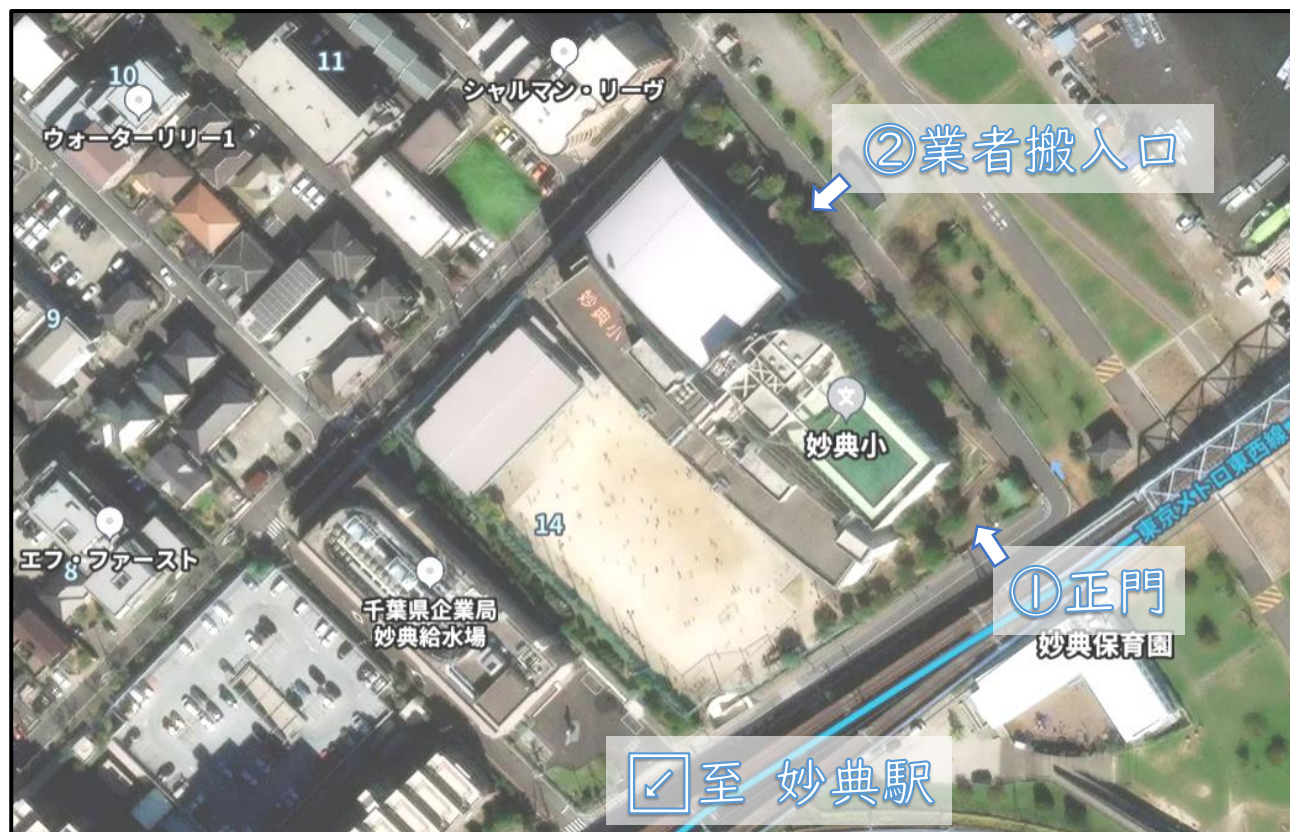 11
10
シャルマン・リーヴ
ウォーターリリー1
②業者搬入口
妙典小
9
妙典小
東京メトロ東西線
14
エフ・ファースト
8
千葉県企業局
妙典給水場
①正門
妙典保育園
↙至 妙典駅